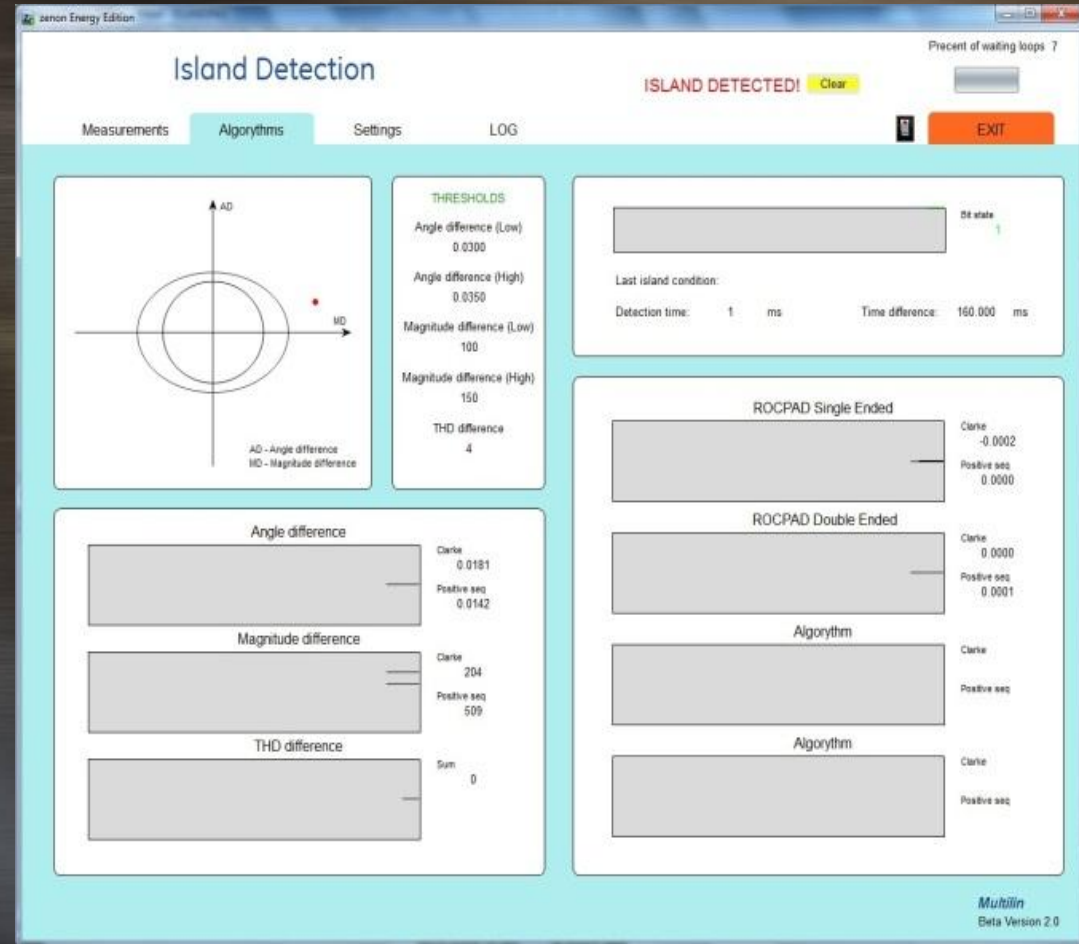 zenon Energy Edition
Island Detection
ISLAND DETECTED!
Clear
Precent of waiting loops 7
Measurements
Algorythms
Settings
LOG
EXIT
AD
MD
AD - Angle difference
MD - Magnitude difference
THRESHOLDS
Angle difference (Low)
0.0300
Angle difference (High)
0.0350
Magnitude difference (Low)
100
Magnitude difference (High)
150
THD difference
4
Bit state
1
Last island condition:
Detection time: 1 ms Time difference: 160.000 ms
Angle difference
Clarke
0.0181
Positive seq
0.0142
Magnitude difference
Clarke
204
Positive seq
509
THD difference
Sum
0
ROCPAD Single Ended
Clarke
-0.0002
Positive seq
0.0000
ROCPAD Double Ended
Clarke
0.0000
Positive seq
0.0001
Algorythm
Clarke
Positive seq
Algorythm
Clarke
Positive seq
Multilin
Beta Version 2.0